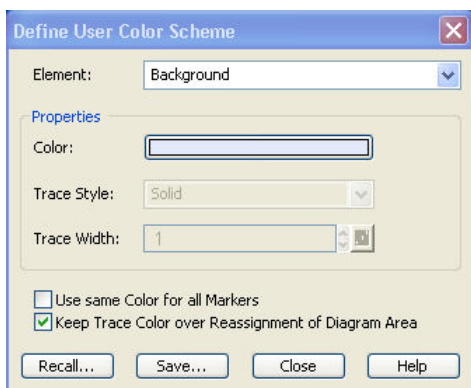 Define User Color Scheme
Element: Background
Properties
Color:
Trace Style: Solid
Trace Width: 1
Use same Color for all Markers
Keep Trace Color over Reassignment of Diagram Area
Recall... Save... Close Help